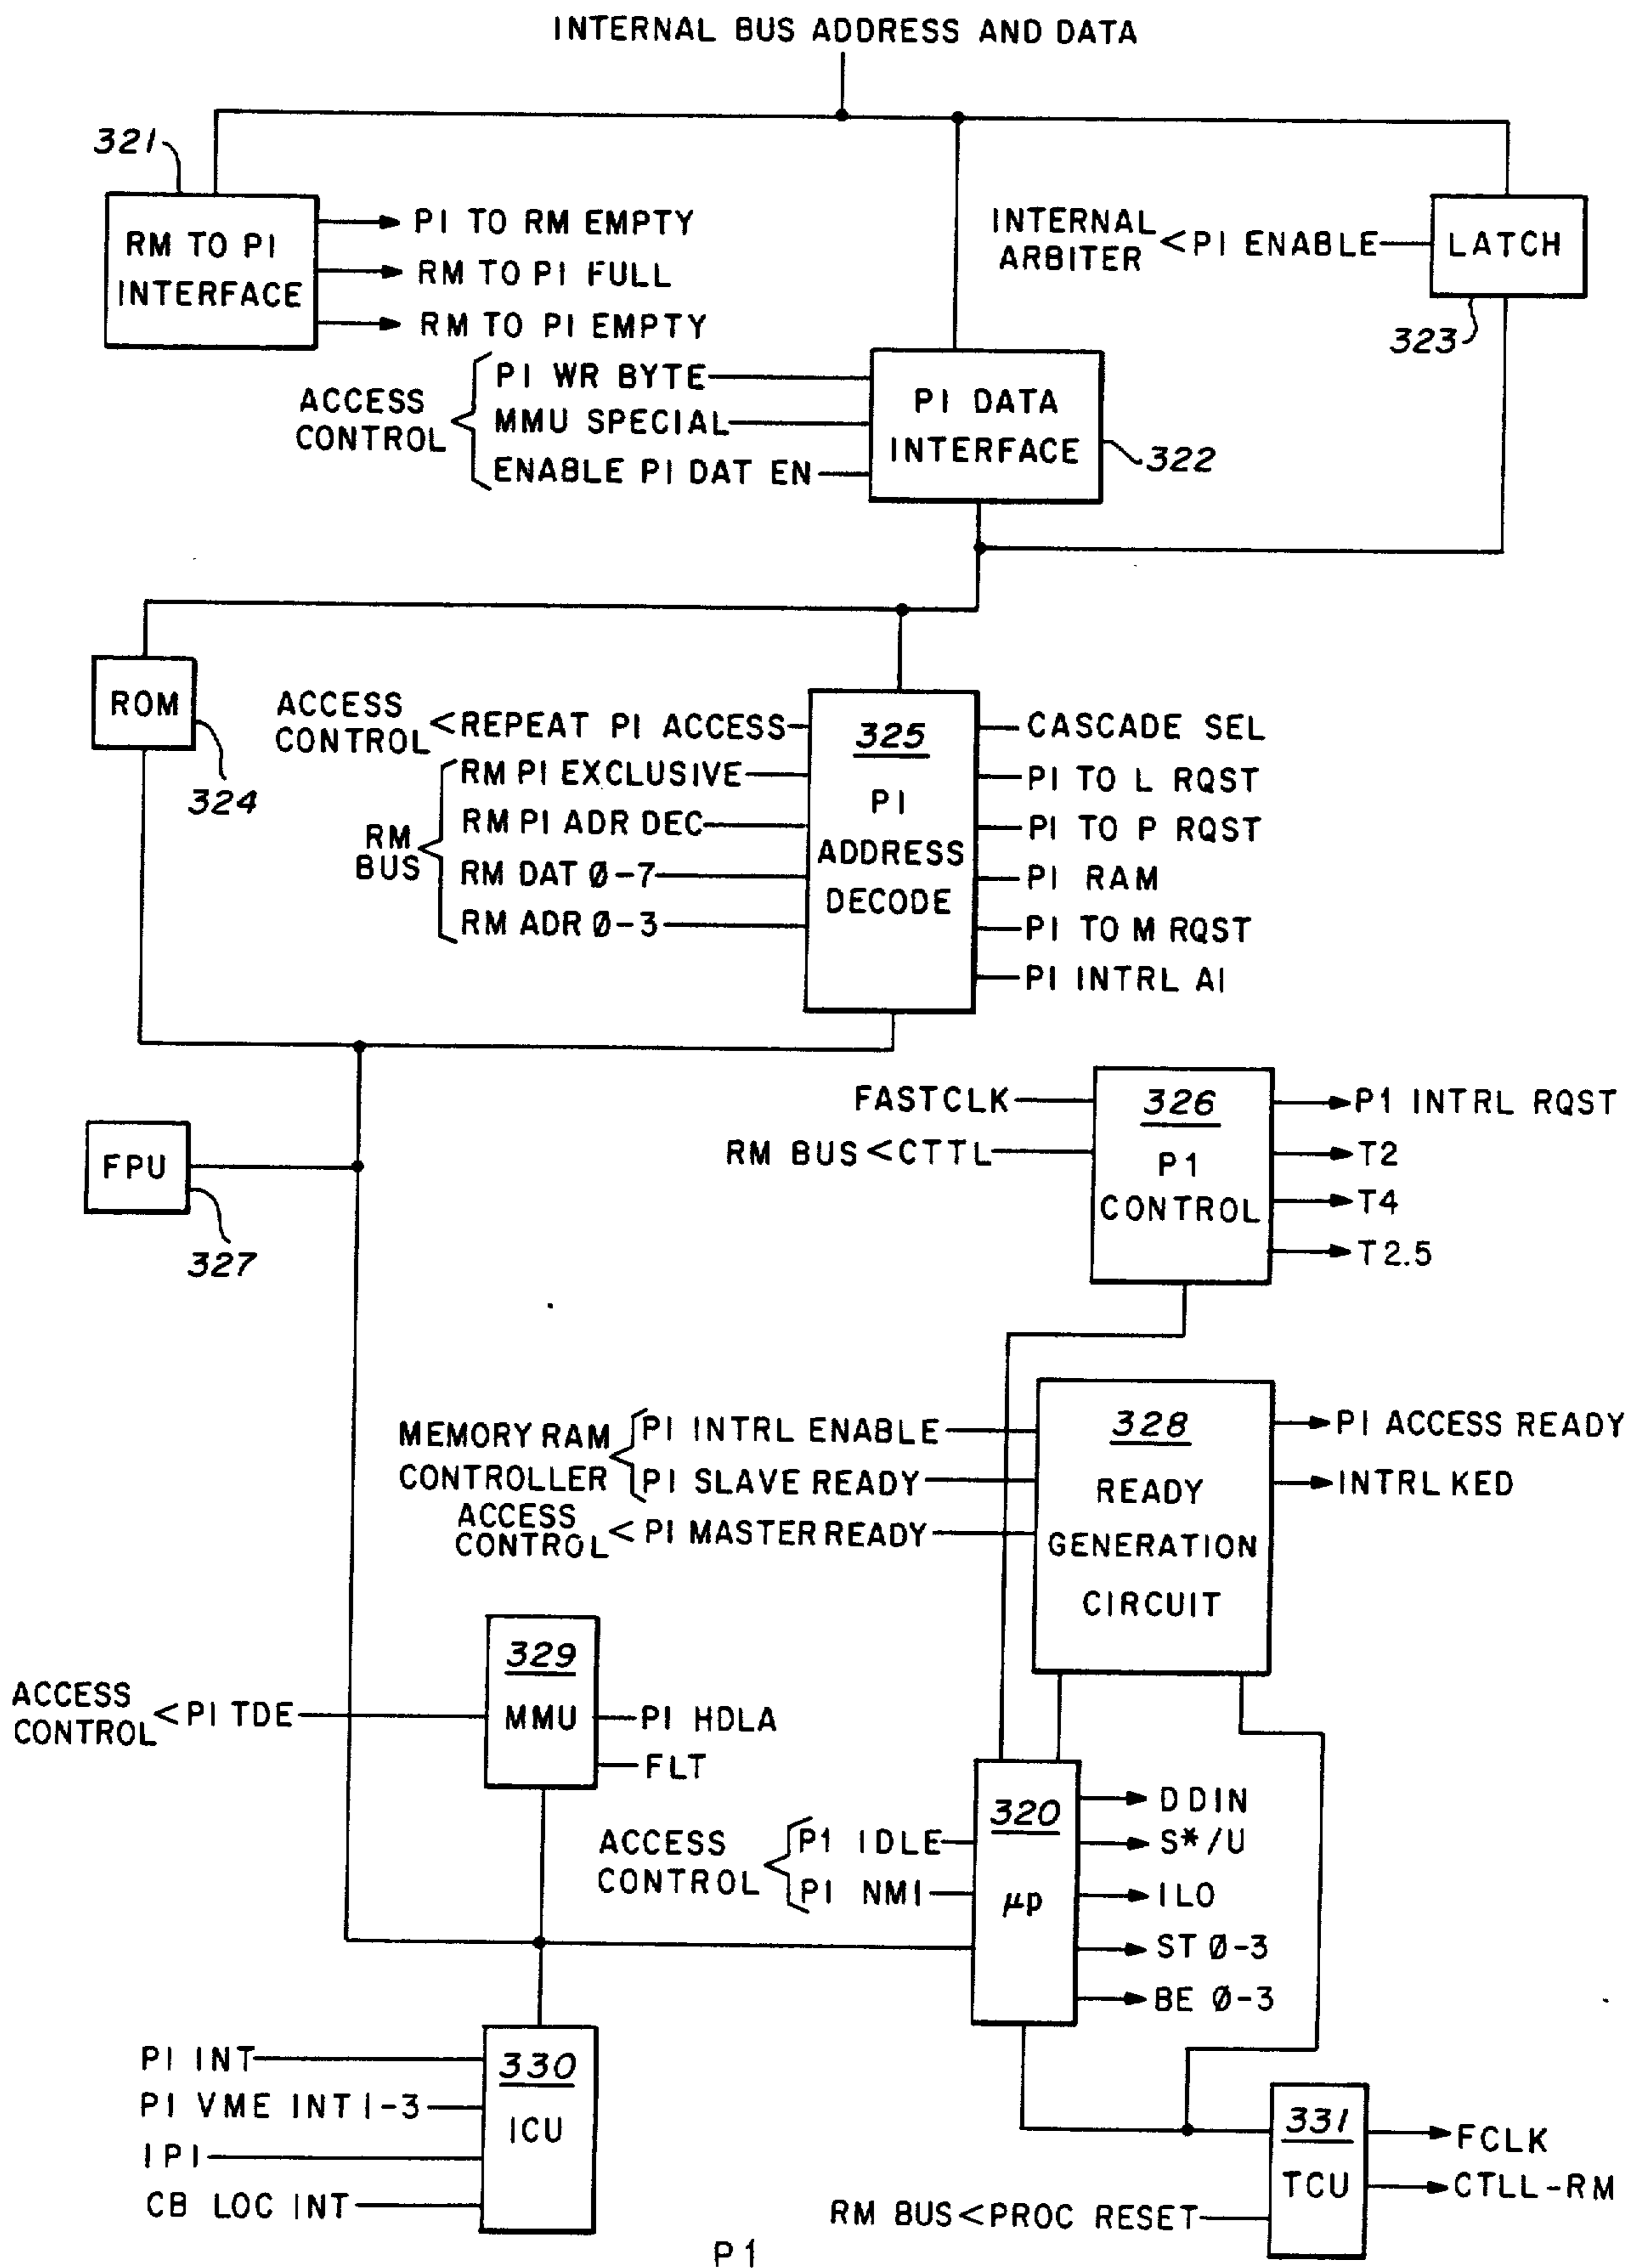 INTERNAL BUS ADDRESS AND DATA
321
RM TO PI
INTERFACE
PI TO RM EMPTY
RM TO PI FULL
RM TO PI EMPTY
INTERNAL
ARBITER
<PI ENABLE
LATCH
323
ACCESS
CONTROL
PI WR BYTE
MMU SPECIAL
ENABLE PI DAT EN
PI DATA
INTERFACE
322
ROM
324
ACCESS
CONTROL
<REPEAT PI ACCESS
RM
BUS
RM PI EXCLUSIVE
RM PI ADR DEC
RM DAT Ø-7
RM ADR Ø-3
325
PI
ADDRESS
DECODE
CASCADE SEL
PI TO L RQST
PI TO P RQST
PI RAM
PI TO M RQST
PI INTRL AI
FPU
327
FASTCLK
RM BUS <CTTL
326
P1
CONTROL
P1 INTRL RQST
T2
T4
T2.5
MEMORY RAM
CONTROLLER
PI INTRL ENABLE
PI SLAVE READY
ACCESS
CONTROL
< PI MASTER READY
328
READY
GENERATION
CIRCUIT
PI ACCESS READY
INTRL KED
ACCESS
CONTROL
<PI TDE
329
MMU
PI HDLA
FLT
ACCESS
CONTROL
P1 IDLE
PI NMI
320
μp
DDIN
S*/U
ILO
ST Ø-3
BE Ø-3
PI INT
PI VME INT I-3
IPI
CB LOC INT
330
ICU
331
TCU
FCLK
CTLL-RM
RM BUS<PROC RESET
P1